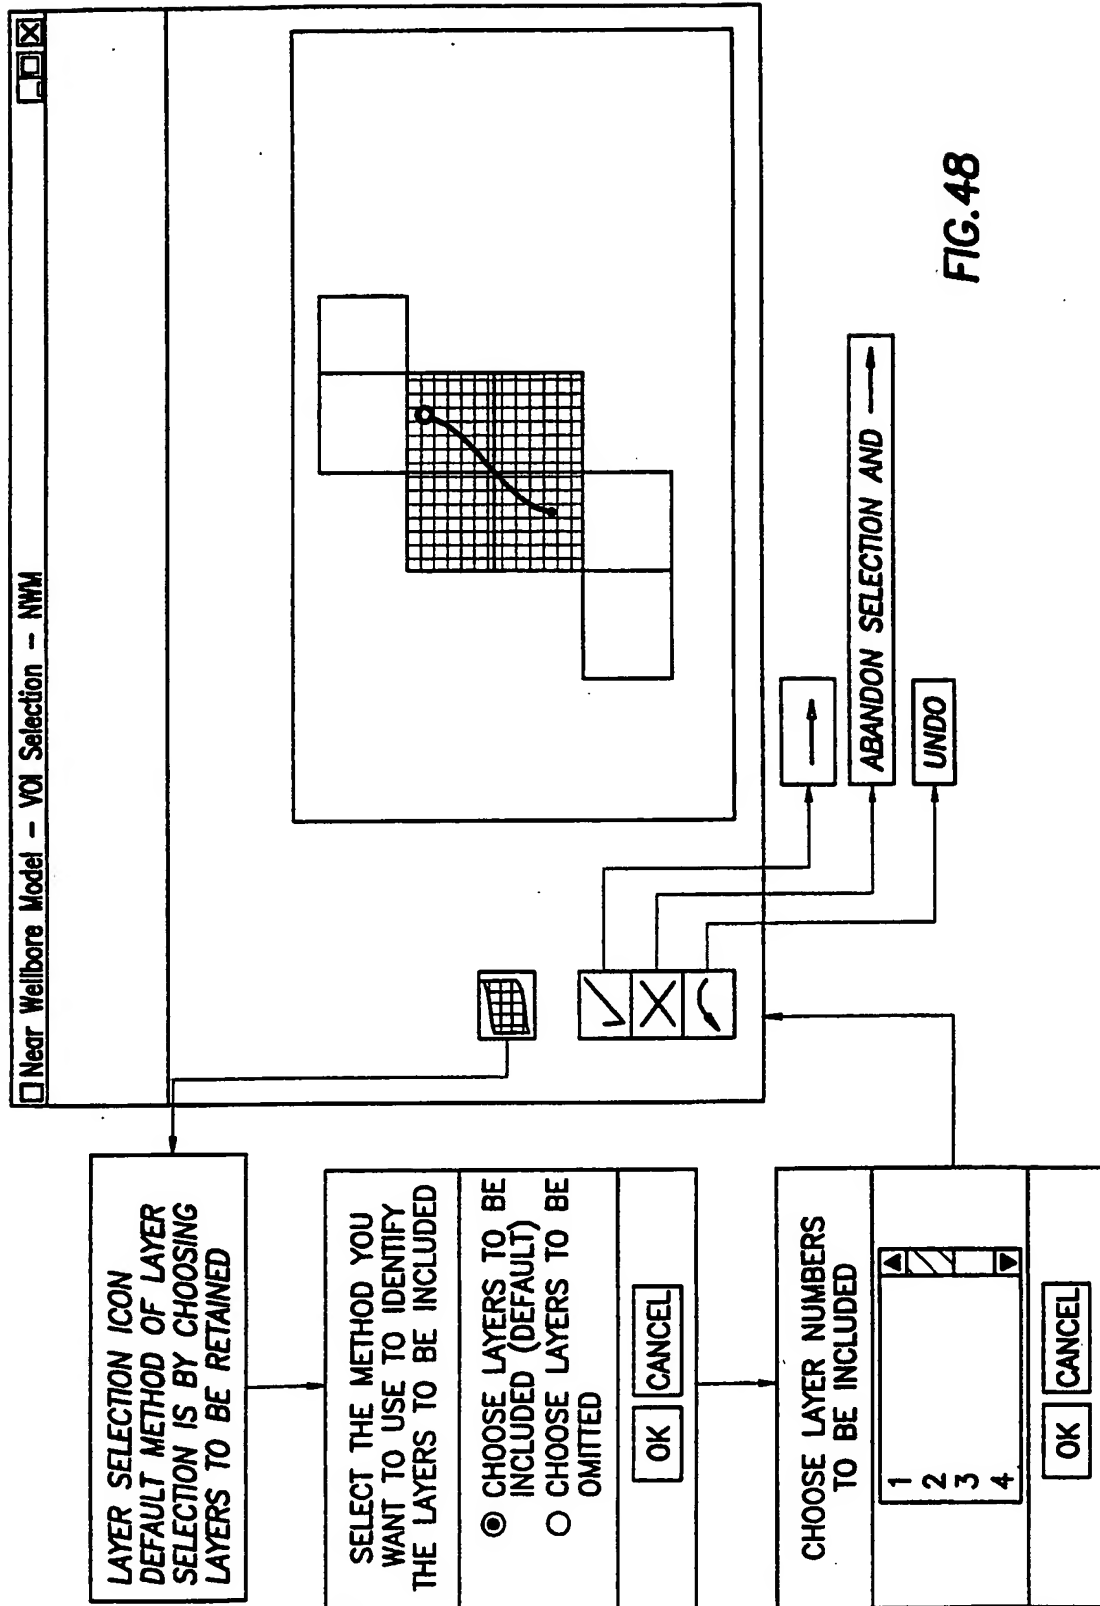 Near Wellbore Model – VOI Selection – NWM
LAYER SELECTION ICON
DEFAULT METHOD OF LAYER
SELECTION IS BY CHOOSING
LAYERS TO BE RETAINED
SELECT THE METHOD YOU
WANT TO USE TO IDENTIFY
THE LAYERS TO BE INCLUDED
CHOOSE LAYERS TO BE
INCLUDED (DEFAULT)
CHOOSE LAYERS TO BE
OMITTED
OK CANCEL
CHOOSE LAYER NUMBERS
TO BE INCLUDED
1
2
3
4
OK CANCEL
ABANDON SELECTION AND
UNDO
FIG.48